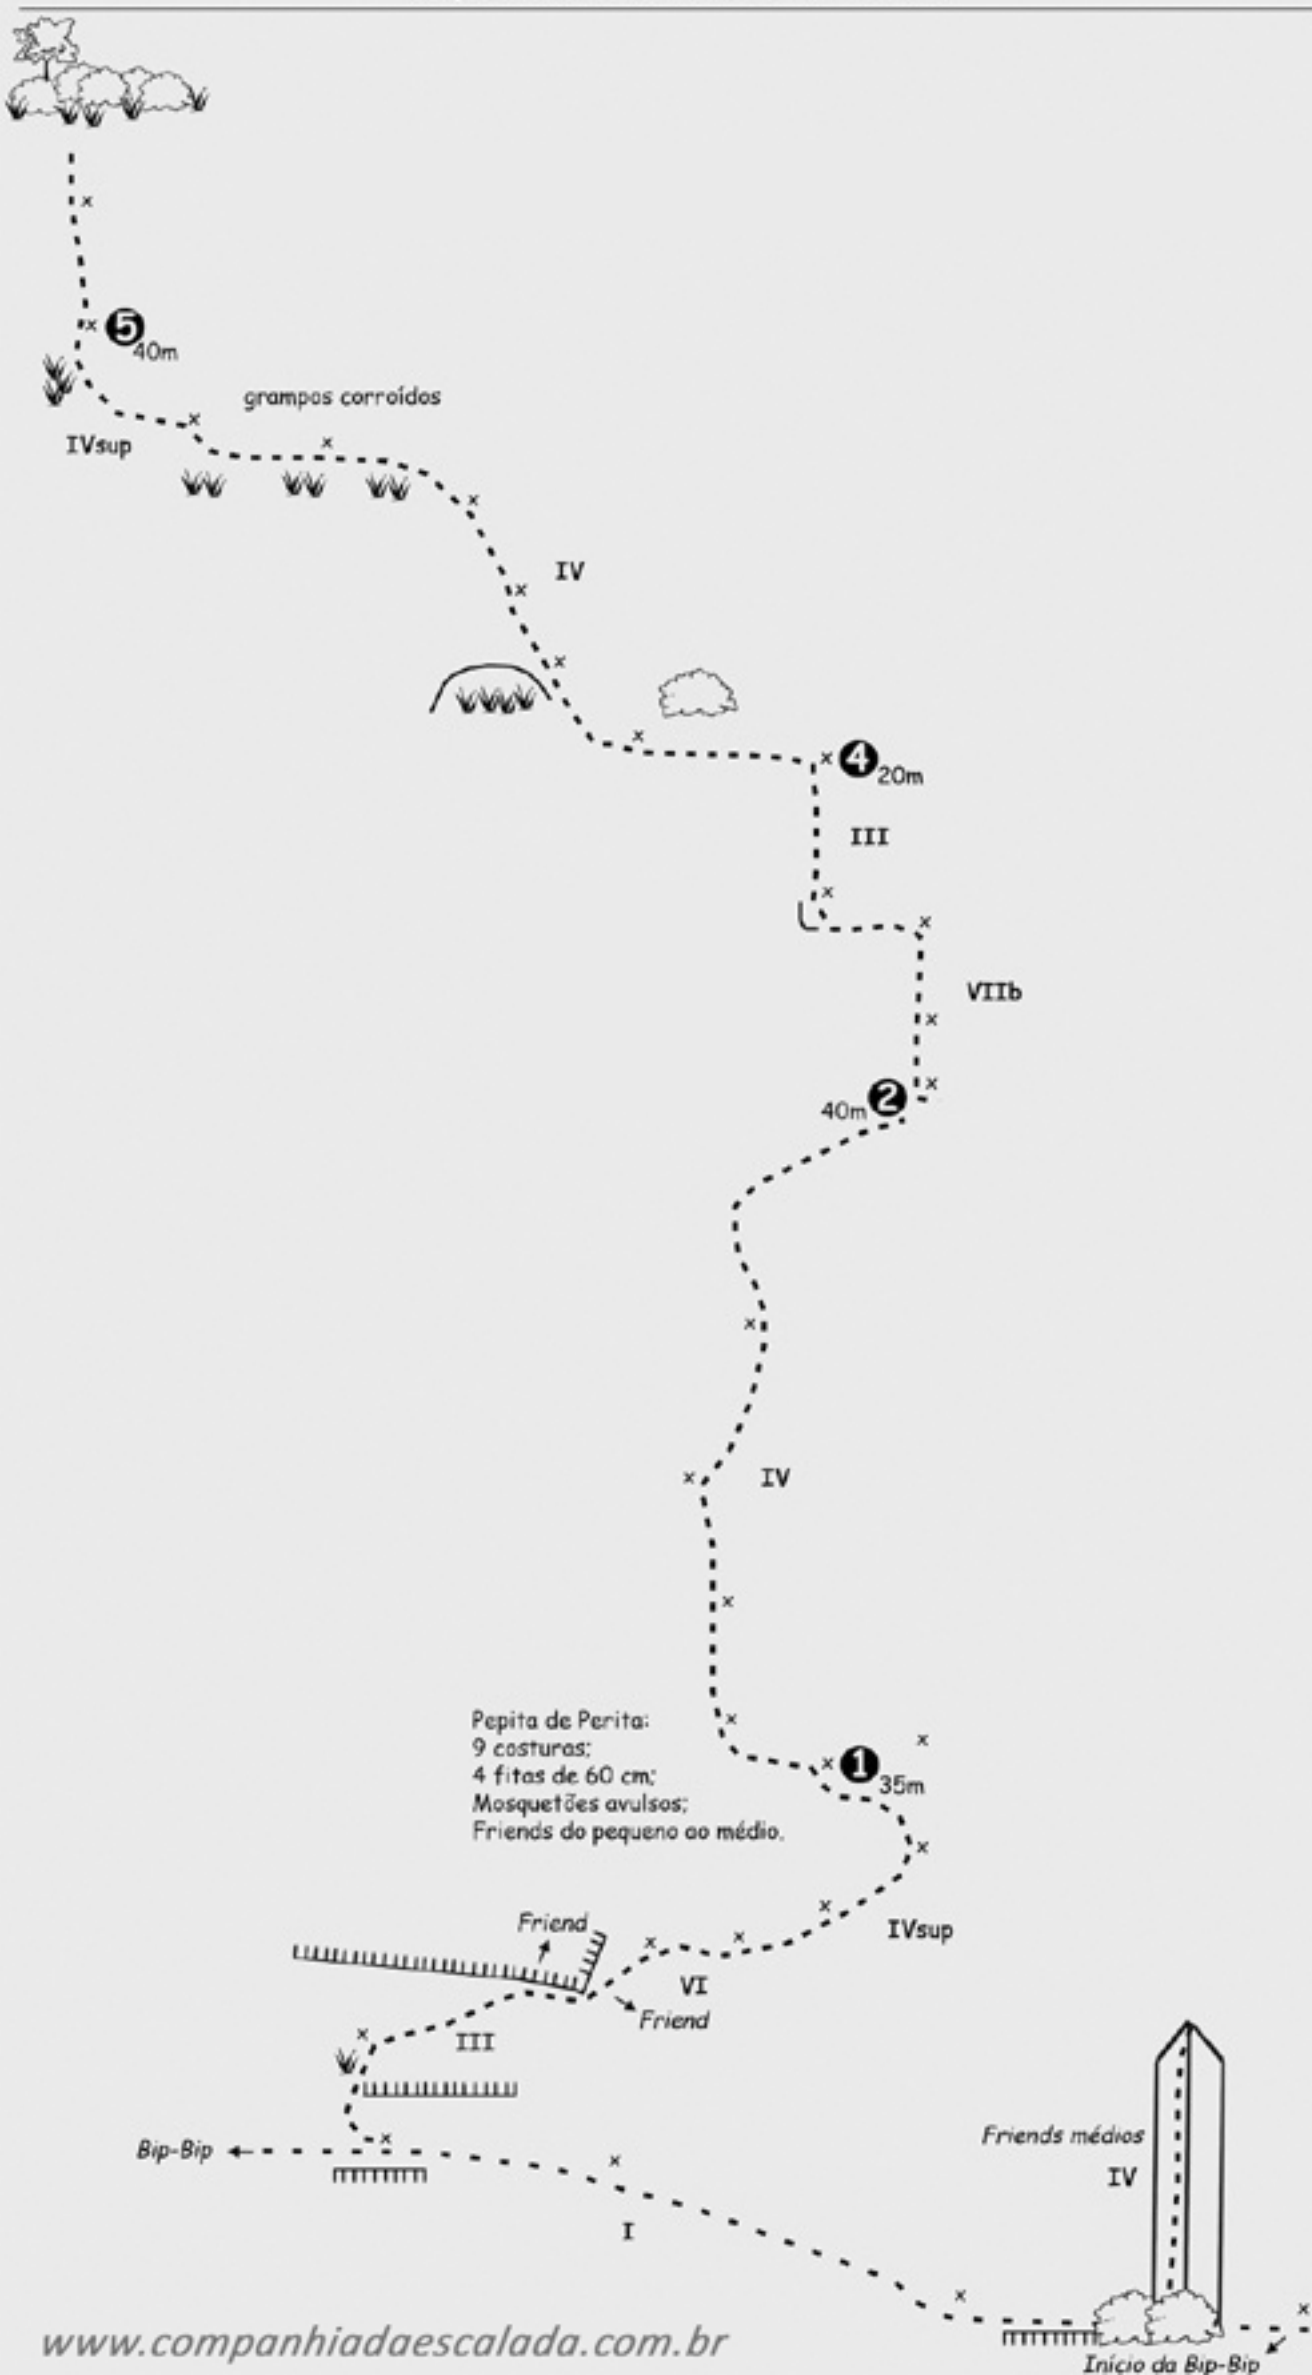 5
40m
grampos corroídos
IVsup
IV
4
20m
III
VIIb
40m
2
IV
Pepita de Perita:
9 costuras;
4 fitas de 60 cm;
Mosquetões avulsos;
Friends do pequeno ao médio.
1
35m
Friend
IVsup
VI
Friend
III
Friends médios
Bip-Bip
IV
I
www.companhiadaescalada.com.br
Início da Bip-Bip